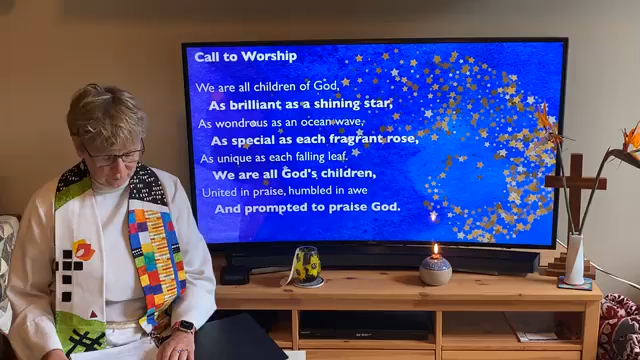 Call to Worship
We are all children of God,
As brilliant as a shining star,
As wondrous as an ocean wave,
As special as each fragrant rose,
As unique as each falling leaf.
We are all God's children,
United in praise, humbled in awe
And prompted to praise God.